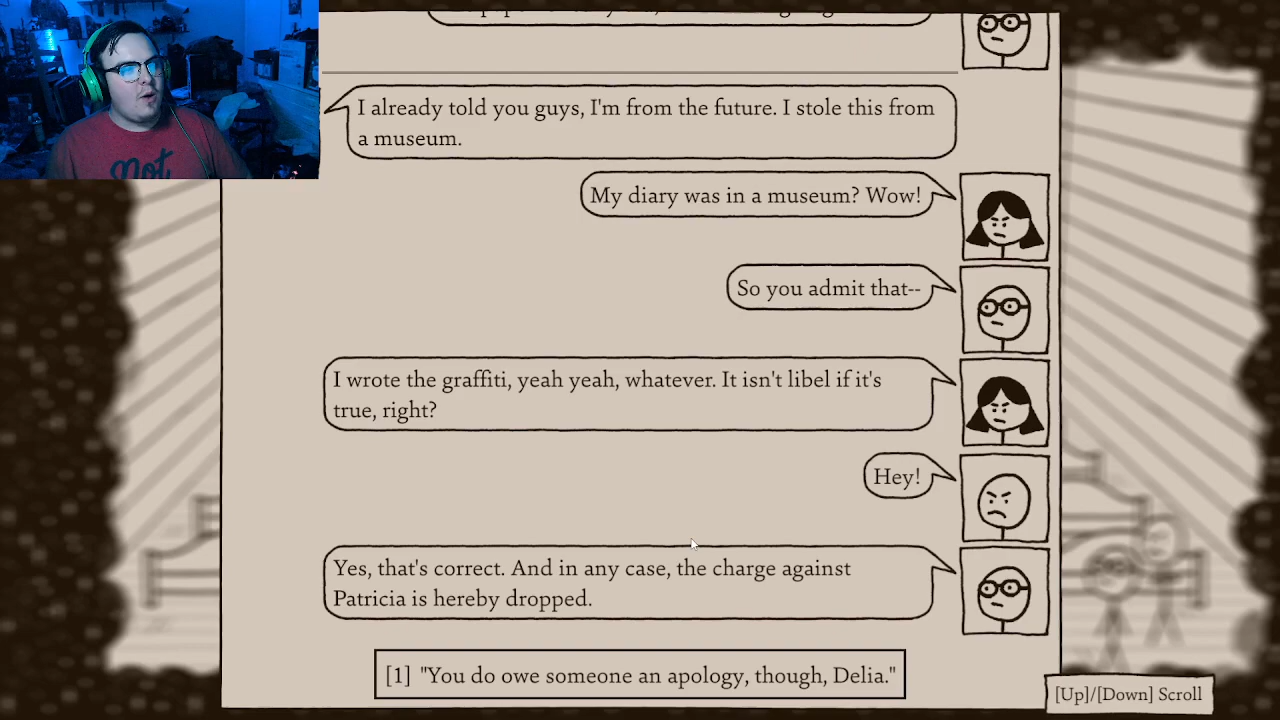 I already told you guys, I'm from the future. I stole this from
a museum.
My diary was in a museum? Wow!
So you admit that--
I wrote the graffiti, yeah yeah, whatever. It isn't libel if it's
true, right?
Hey!
Yes, that's correct. And in any case, the charge against
Patricia is hereby dropped.
[1] "You do owe someone an apology, though, Delia."
[Up]/[Down] Scroll
Not